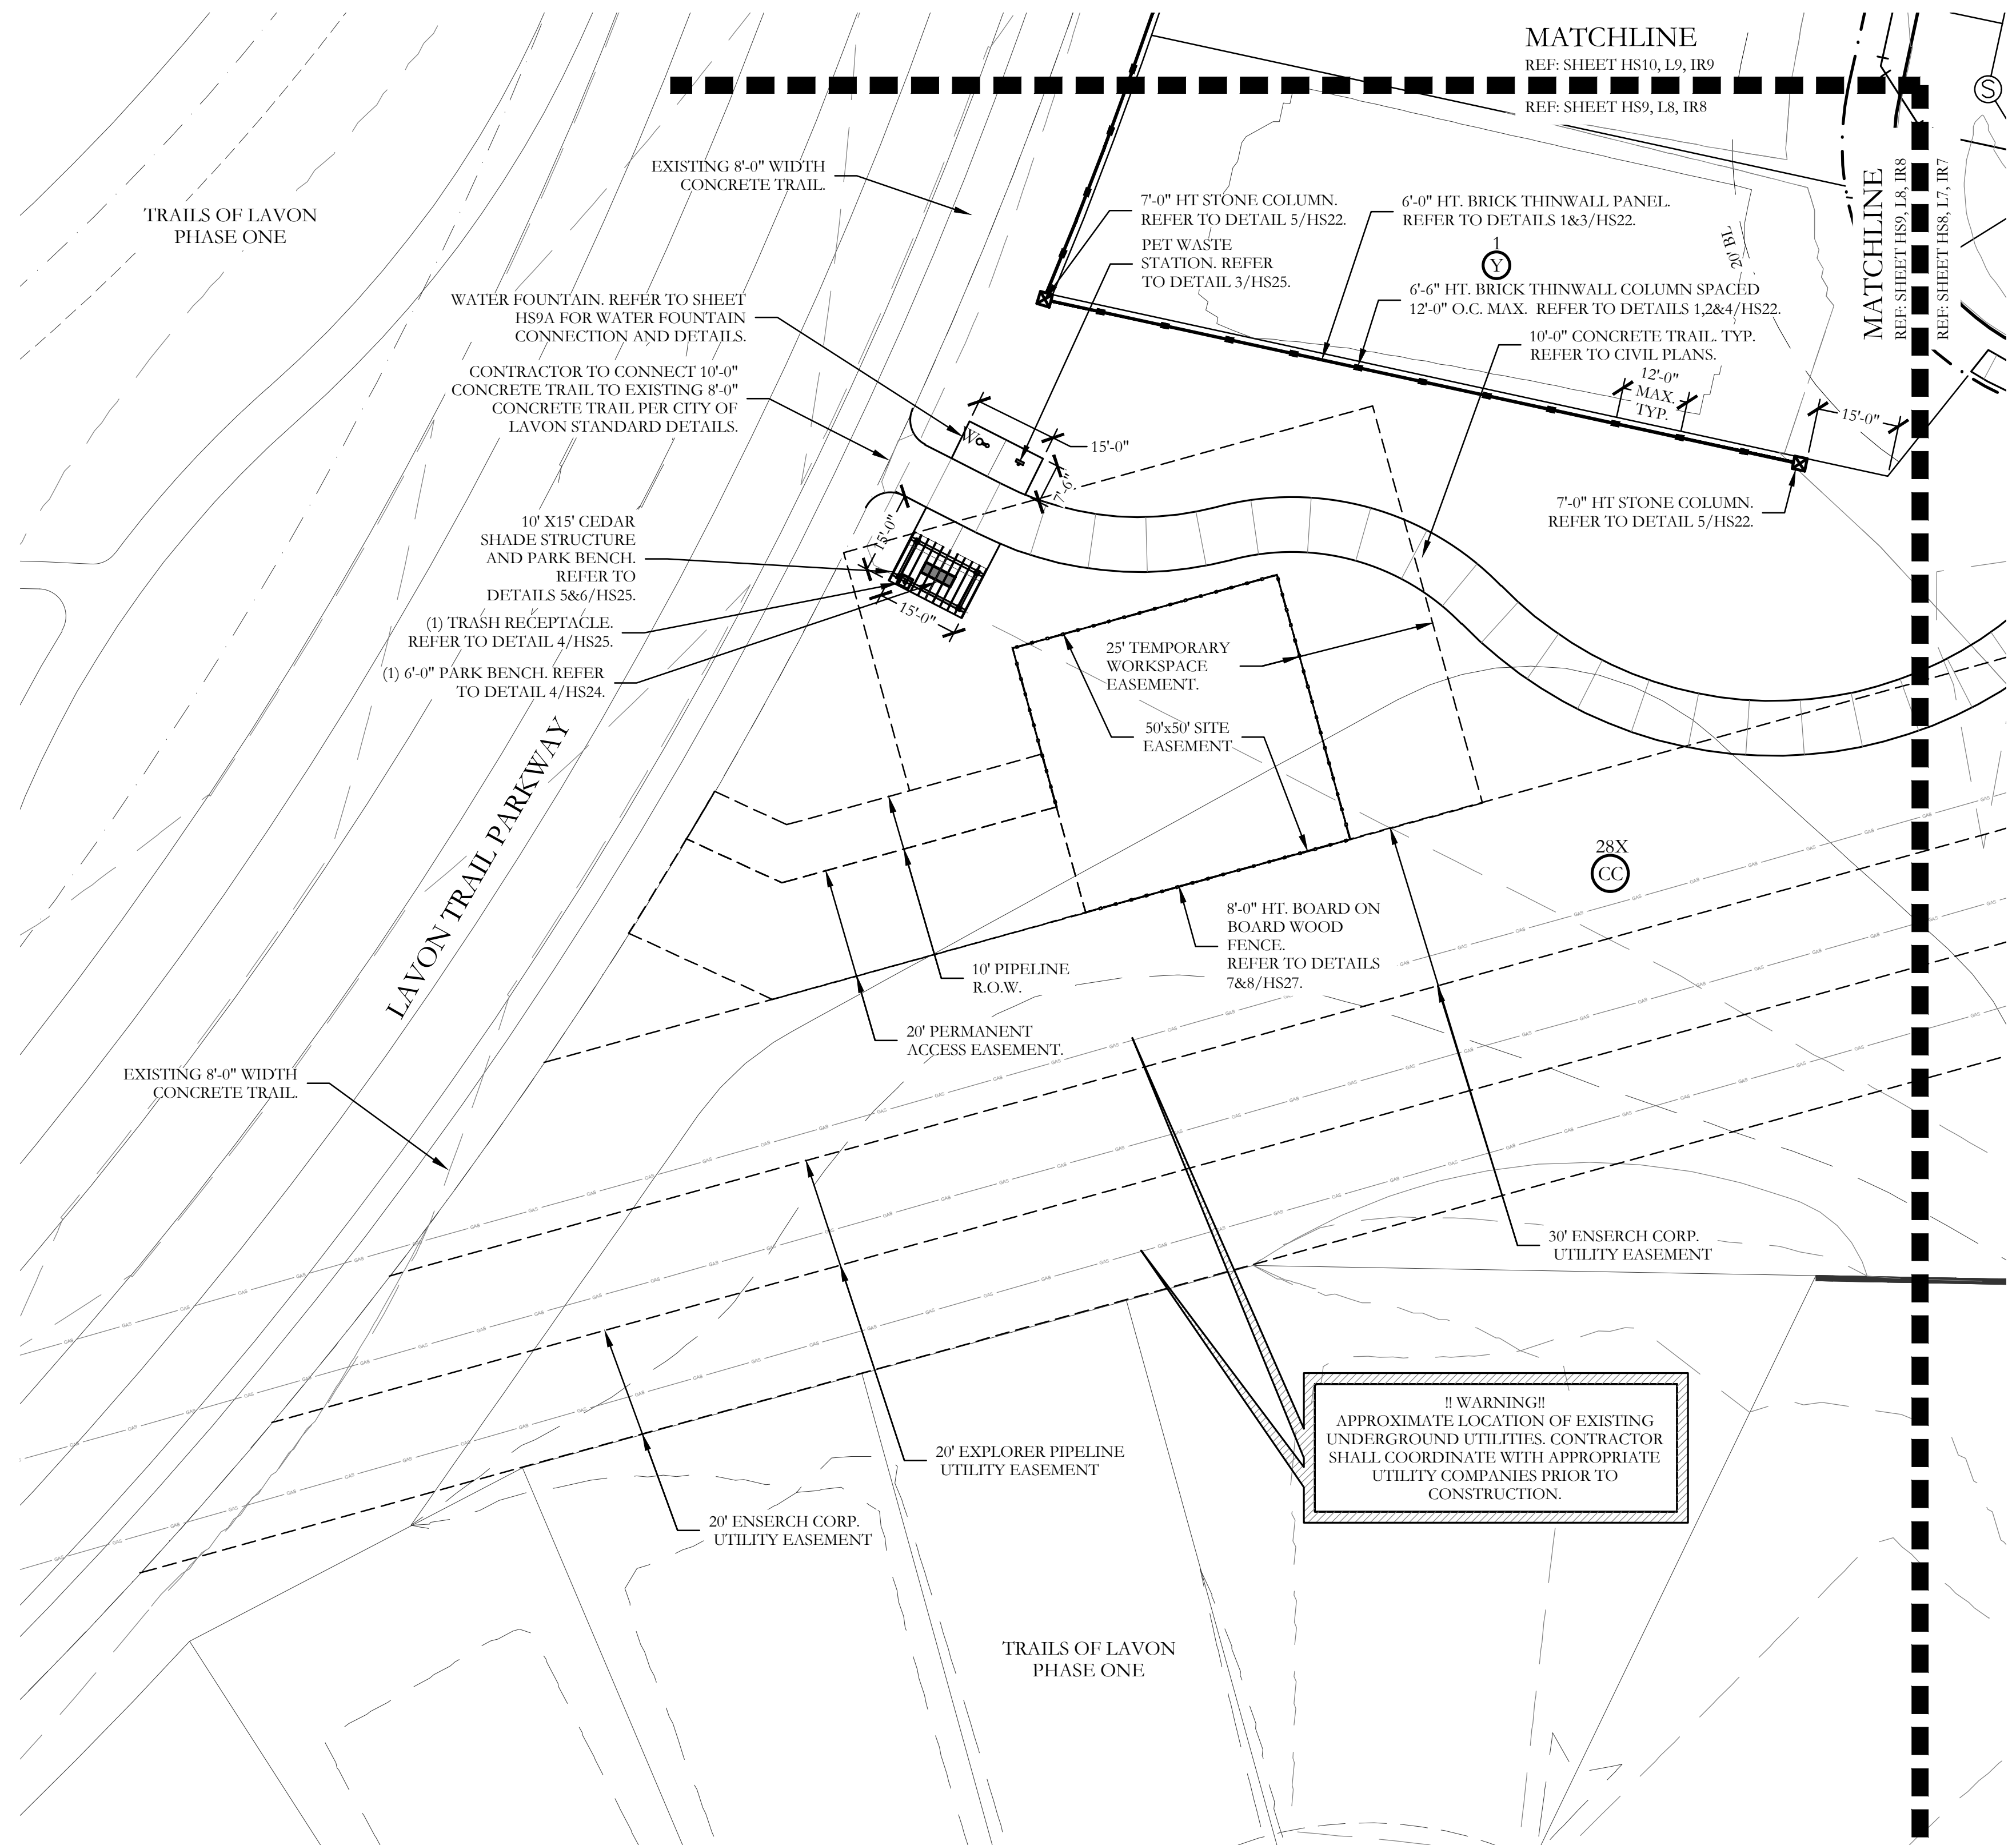 MATCHLINE
REF: SHEET HS10, L9, IR9
REF: SHEET HS9, L8, IR8
S
MATCHLINE
REF: SHEET HS9, L8, IR8
REF: SHEET HS8, L7, IR7
EXISTING 8'-0" WIDTH
CONCRETE TRAIL.
TRAILS OF LAVON
PHASE ONE
7'-0" HT STONE COLUMN.
REFER TO DETAIL 5/HS22.
6'-0" HT. BRICK THINWALL PANEL.
REFER TO DETAILS 1&3/HS22.
PET WASTE
STATION. REFER
TO DETAIL 3/HS25.
1
Y
20' BL
6'-6" HT. BRICK THINWALL COLUMN SPACED
12'-0" O.C. MAX. REFER TO DETAILS 1,2&4/HS22.
WATER FOUNTAIN. REFER TO SHEET
HS9A FOR WATER FOUNTAIN
CONNECTION AND DETAILS.
10'-0" CONCRETE TRAIL. TYP.
REFER TO CIVIL PLANS.
CONTRACTOR TO CONNECT 10'-0"
CONCRETE TRAIL TO EXISTING 8'-0"
CONCRETE TRAIL PER CITY OF
LAVON STANDARD DETAILS.
12'-0"
MAX.
TYP.
15'-0"
W
15'-0"
7'-6"
7'-0" HT STONE COLUMN.
REFER TO DETAIL 5/HS22.
10' X15' CEDAR
SHADE STRUCTURE
AND PARK BENCH.
REFER TO
DETAILS 5&6/HS25.
15'-0"
15'-0"
(1) TRASH RECEPTACLE.
REFER TO DETAIL 4/HS25.
(1) 6'-0" PARK BENCH. REFER
TO DETAIL 4/HS24.
25' TEMPORARY
WORKSPACE
EASEMENT.
50'x50' SITE
EASEMENT
LAVON TRAIL PARKWAY
28X
CC
8'-0" HT. BOARD ON
BOARD WOOD
FENCE.
REFER TO DETAILS
7&8/HS27.
10' PIPELINE
R.O.W.
20' PERMANENT
ACCESS EASEMENT.
EXISTING 8'-0" WIDTH
CONCRETE TRAIL.
GAS
30' ENSERCH CORP.
UTILITY EASEMENT
!! WARNING!!
APPROXIMATE LOCATION OF EXISTING
UNDERGROUND UTILITIES. CONTRACTOR
SHALL COORDINATE WITH APPROPRIATE
UTILITY COMPANIES PRIOR TO
CONSTRUCTION.
20' EXPLORER PIPELINE
UTILITY EASEMENT
20' ENSERCH CORP.
UTILITY EASEMENT
TRAILS OF LAVON
PHASE ONE